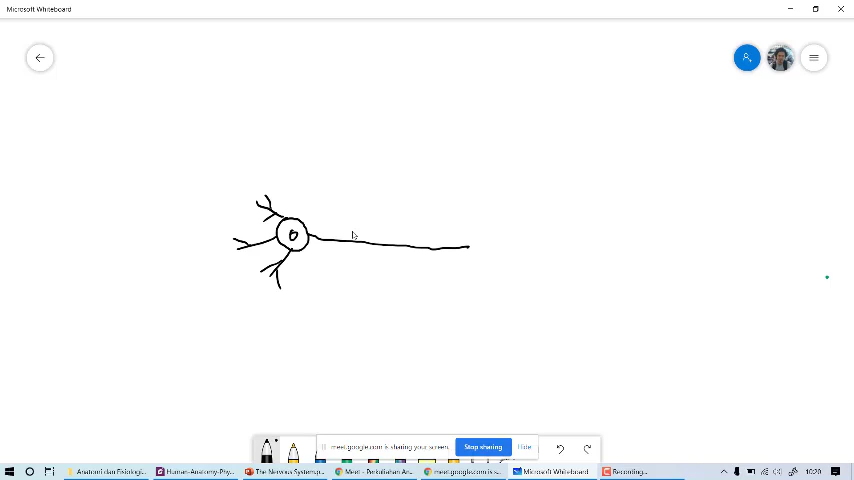 Microsoft Whiteboard
meet.google.com is sharing your screen.
Stop sharing
Hide
Anatomi dan Fisiologi...
Human-Anatomy-Phy...
The Nervous System.p...
Meet - Perkuliahan An...
meet.google.com is s...
Microsoft Whiteboard
Recording...
10:20